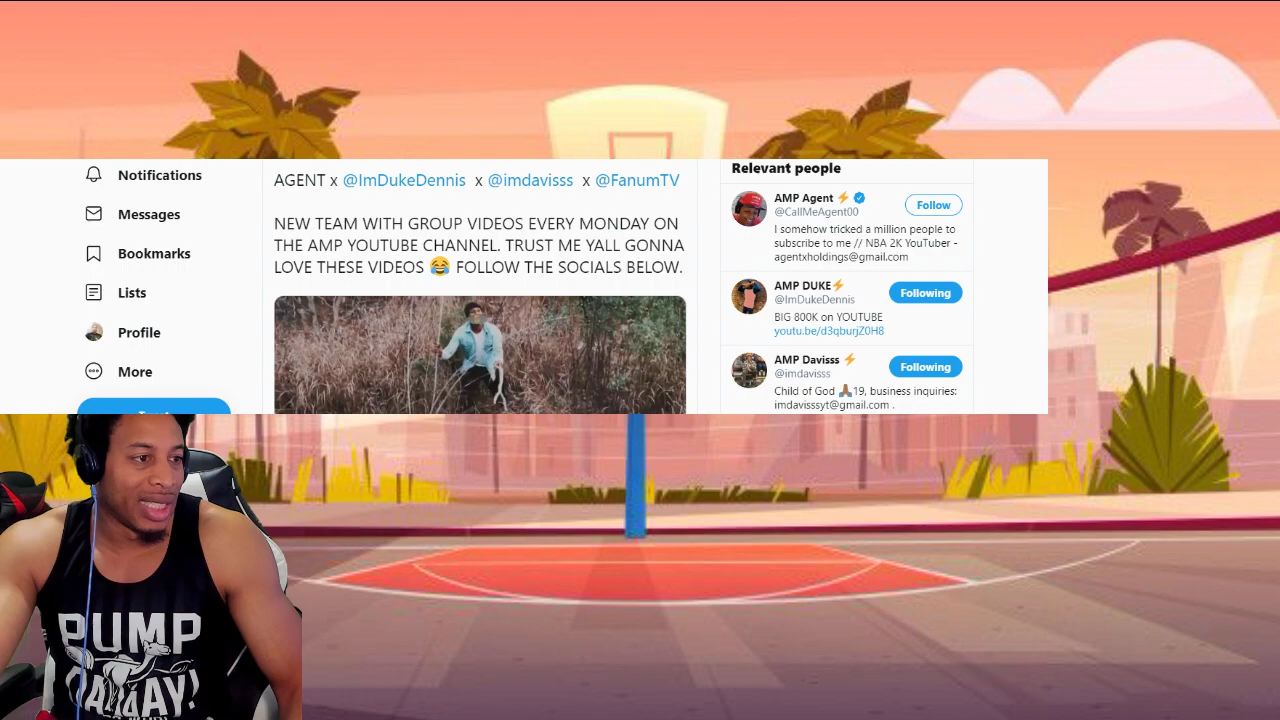 Notifications
Messages
Bookmarks
Lists
Profile
More
AGENT x @ImDukeDennis x @imdavisss x @FanumTV
NEW TEAM WITH GROUP VIDEOS EVERY MONDAY ON
THE AMP YOUTUBE CHANNEL. TRUST ME YALL GONNA
LOVE THESE VIDEOS 😂 FOLLOW THE SOCIALS BELOW.
Relevant people
AMP Agent ⚡
@CallMeAgent00
Follow
I somehow tricked a million people to
subscribe to me // NBA 2K YouTuber -
agentxholdings@gmail.com
AMP DUKE⚡
@ImDukeDennis
Following
BIG 800K on YOUTUBE
youtu.be/d3qburjZ0H8
AMP Davisss ⚡
@imdavisss
Following
Child of God 🙏🏾19, business inquiries:
imdavisssyt@gmail.com .
PUMP